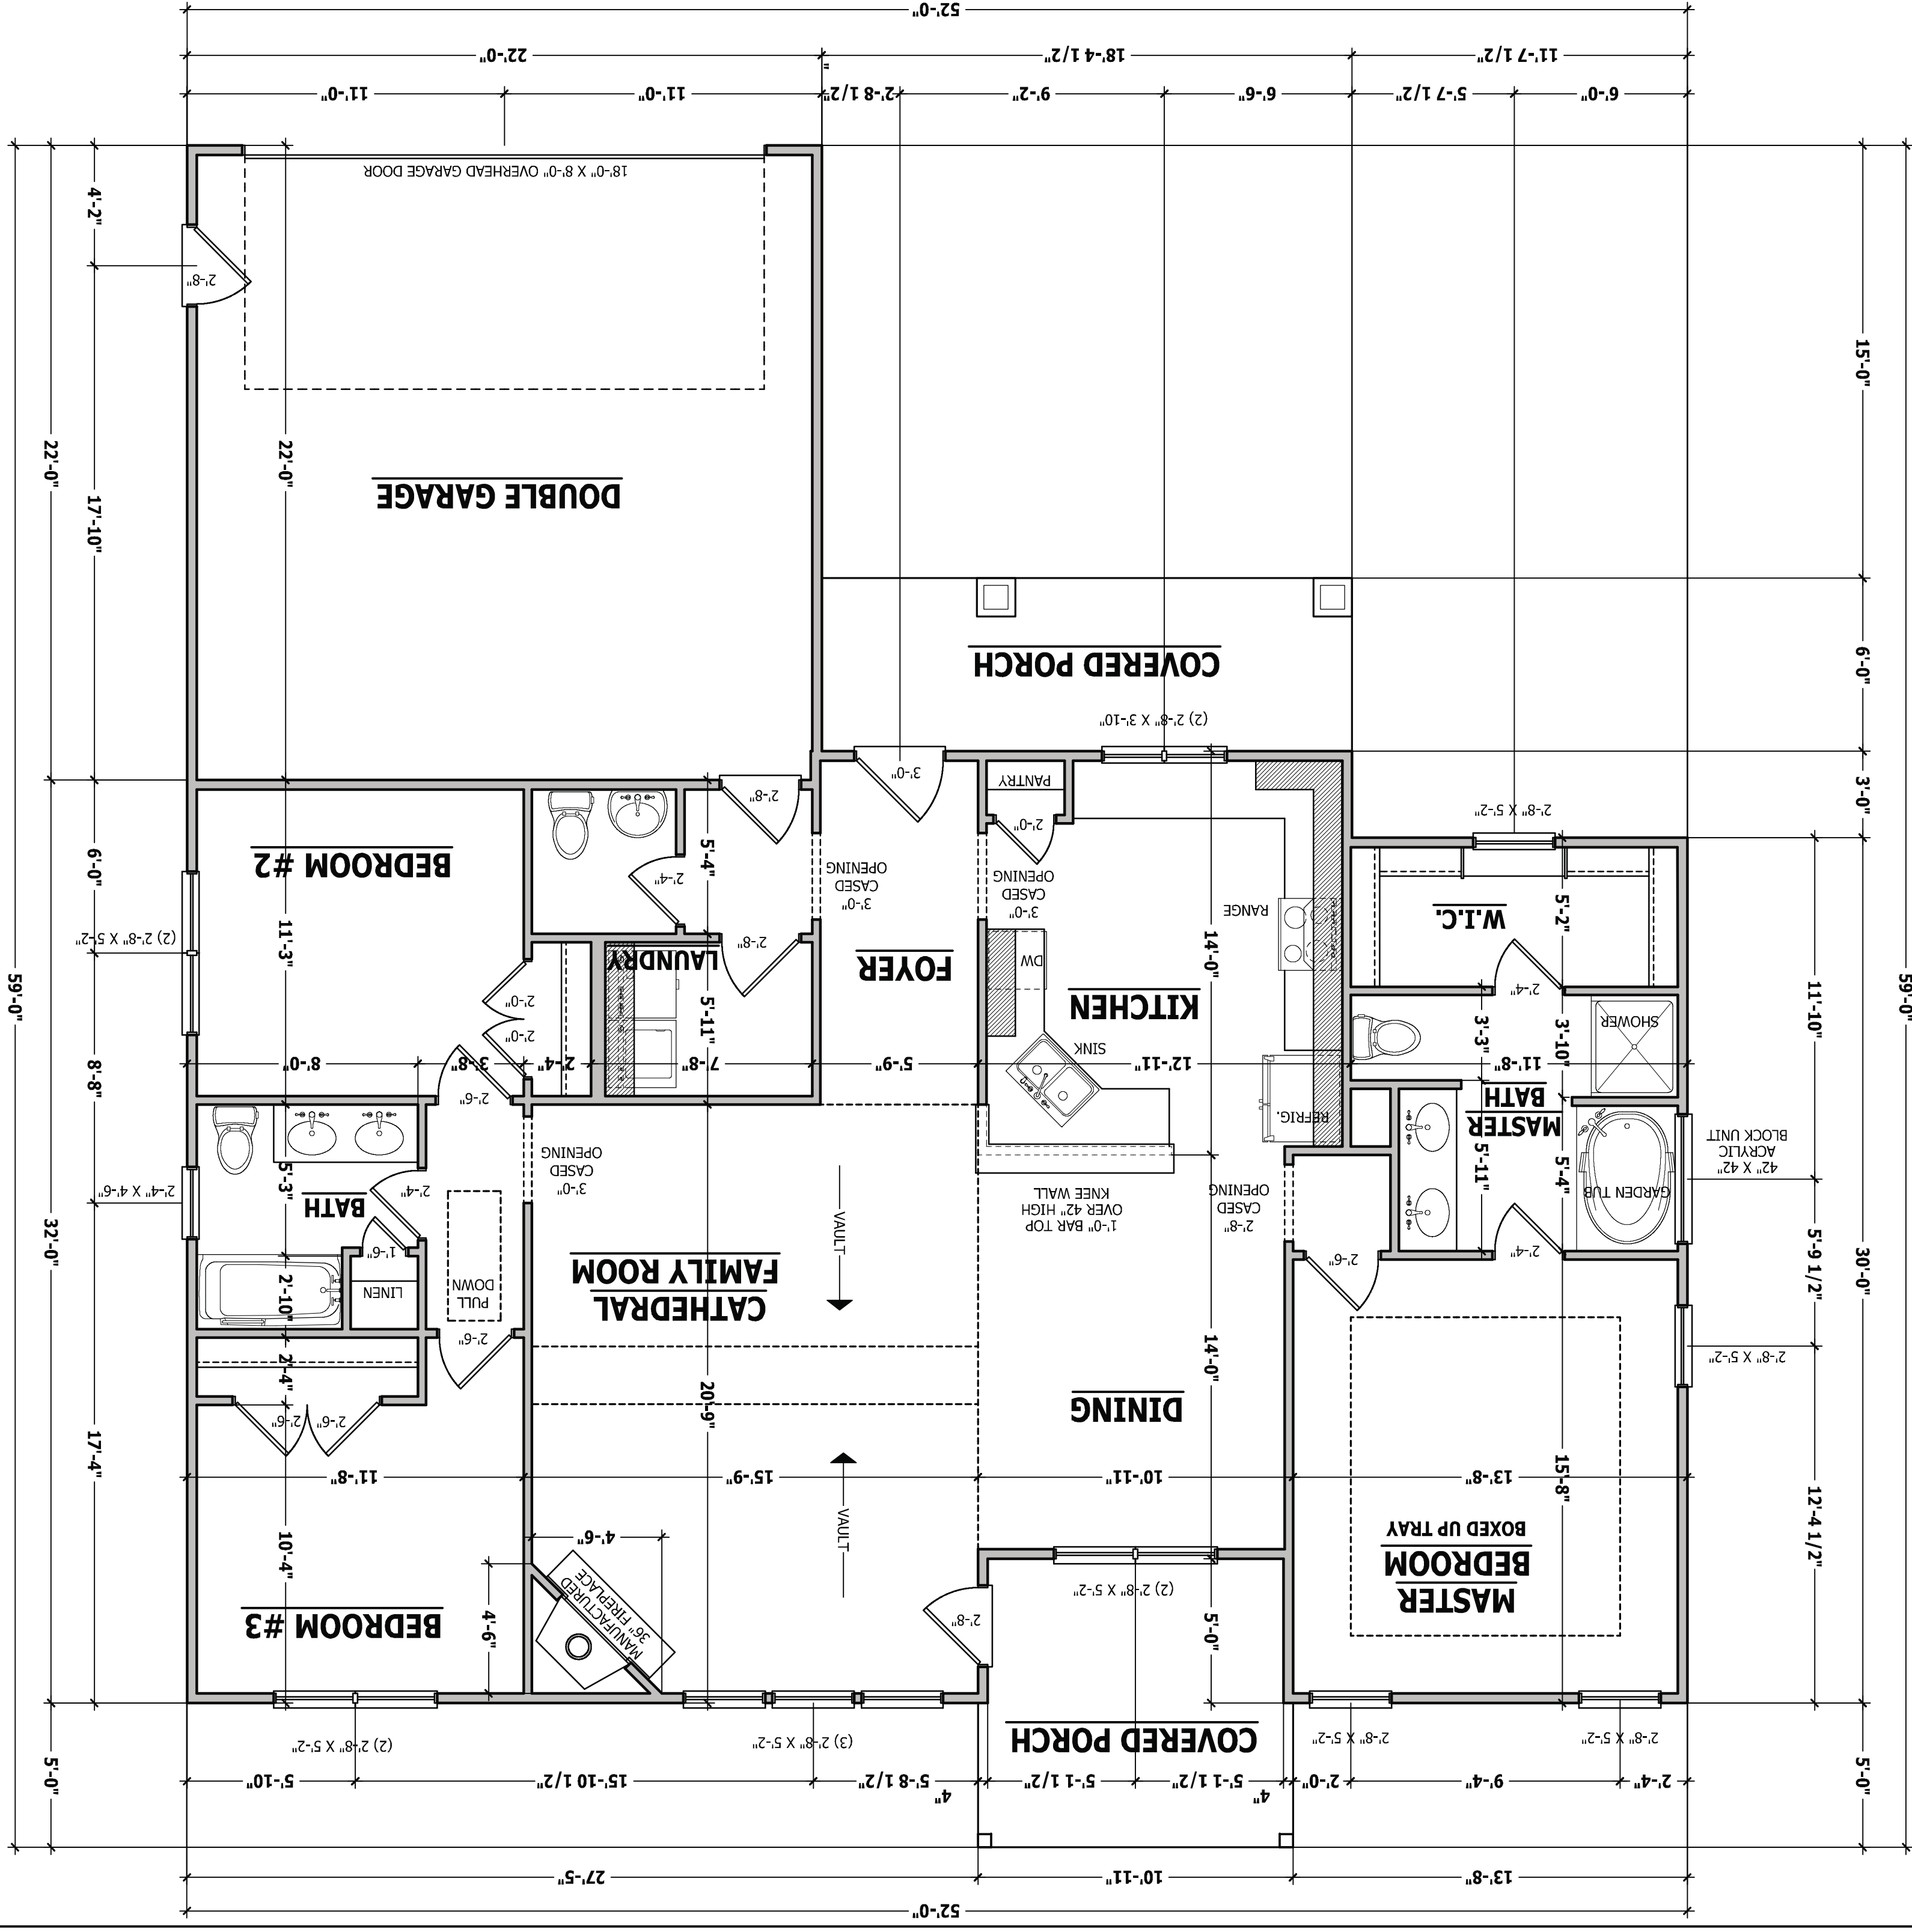 52'-0"
13'-8"
10'-11"
27'-5"
2'-4"
9'-4"
2'-0"
4"
5'-1 1/2"
5'-1 1/2"
4"
5'-8 1/2"
15'-10 1/2"
5'-10"
5'-0"
5'-0"
2'-8" X 5'-2"
2'-8" X 5'-2"
COVERED PORCH
(3) 2'-8" X 5'-2"
(2) 2'-8" X 5'-2"
MASTER
BEDROOM
BOXED UP TRAY
5'-0"
2'-8"
(2) 2'-8" X 5'-2"
36" FIREPLACE
MANUFACTURED
4'-6"
4'-6"
BEDROOM #3
10'-4"
VAULT
13'-8"
15'-8"
10'-11"
15'-9"
11'-8"
12'-4 1/2"
17'-4"
DINING
14'-0"
20'-9"
2'-6"
2'-6"
2'-4"
2'-8" X 5'-2"
2'-6"
CATHEDRAL
FAMILY ROOM
VAULT
PULL
DOWN
LINEN
2'-10"
2'-6"
1'-6"
2'-4"
5'-9 1/2"
30'-0"
32'-0"
GARDEN TUB
5'-4"
5'-11"
2'-8"
CASED
OPENING
1'-0" BAR TOP
OVER 42" HIGH
KNEE WALL
3'-0"
CASED
OPENING
2'-4"
BATH
5'-3"
2'-4" X 4'-6"
42" X 42"
ACRYLIC
BLOCK UNIT
MASTER
BATH
REFRIG.
2'-6"
11'-8"
12'-11"
5'-9"
7'-8"
2'-4"
3'-8"
8'-0"
8'-8"
SHOWER
3'-10"
3'-3"
SINK
2'-0"
2'-0"
11'-10"
59'-0"
59'-0"
2'-4"
KITCHEN
DW
FOYER
5'-11"
LAUNDRY
2'-8"
11'-3"
(2) 2'-8" X 5'-2"
W.I.C.
5'-2"
RANGE
14'-0"
3'-0"
CASED
OPENING
3'-0"
CASED
OPENING
2'-4"
5'-4"
BEDROOM #2
6'-0"
2'-8" X 5'-2"
2'-0"
PANTRY
3'-0"
2'-8"
3'-0"
(2) 2'-8" X 3'-10"
COVERED PORCH
6'-0"
DOUBLE GARAGE
22'-0"
17'-10"
22'-0"
15'-0"
2'-8"
4'-2"
18'-0" X 8'-0" OVERHEAD GARAGE DOOR
6'-0"
5'-7 1/2"
6'-6"
9'-2"
2'-8 1/2"
11'-0"
11'-0"
11'-7 1/2"
18'-4 1/2"
22'-0"
52'-0"